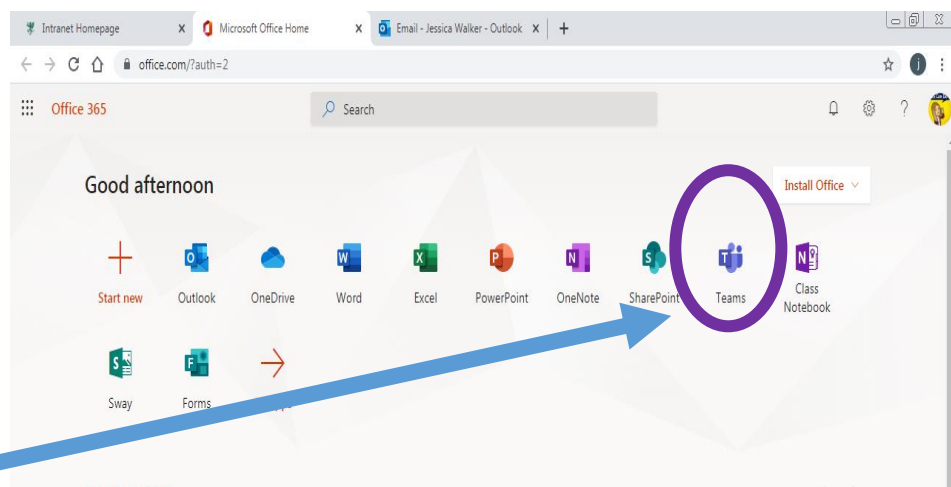 Intranet Homepage x Microsoft Office Home x Email - Jessica Walker - Outlook x +
office.com/?auth=2
Office 365 Search ?
Good afternoon Install Office
Start new Outlook OneDrive Word Excel PowerPoint OneNote SharePoint Teams Class Notebook
Sway Forms